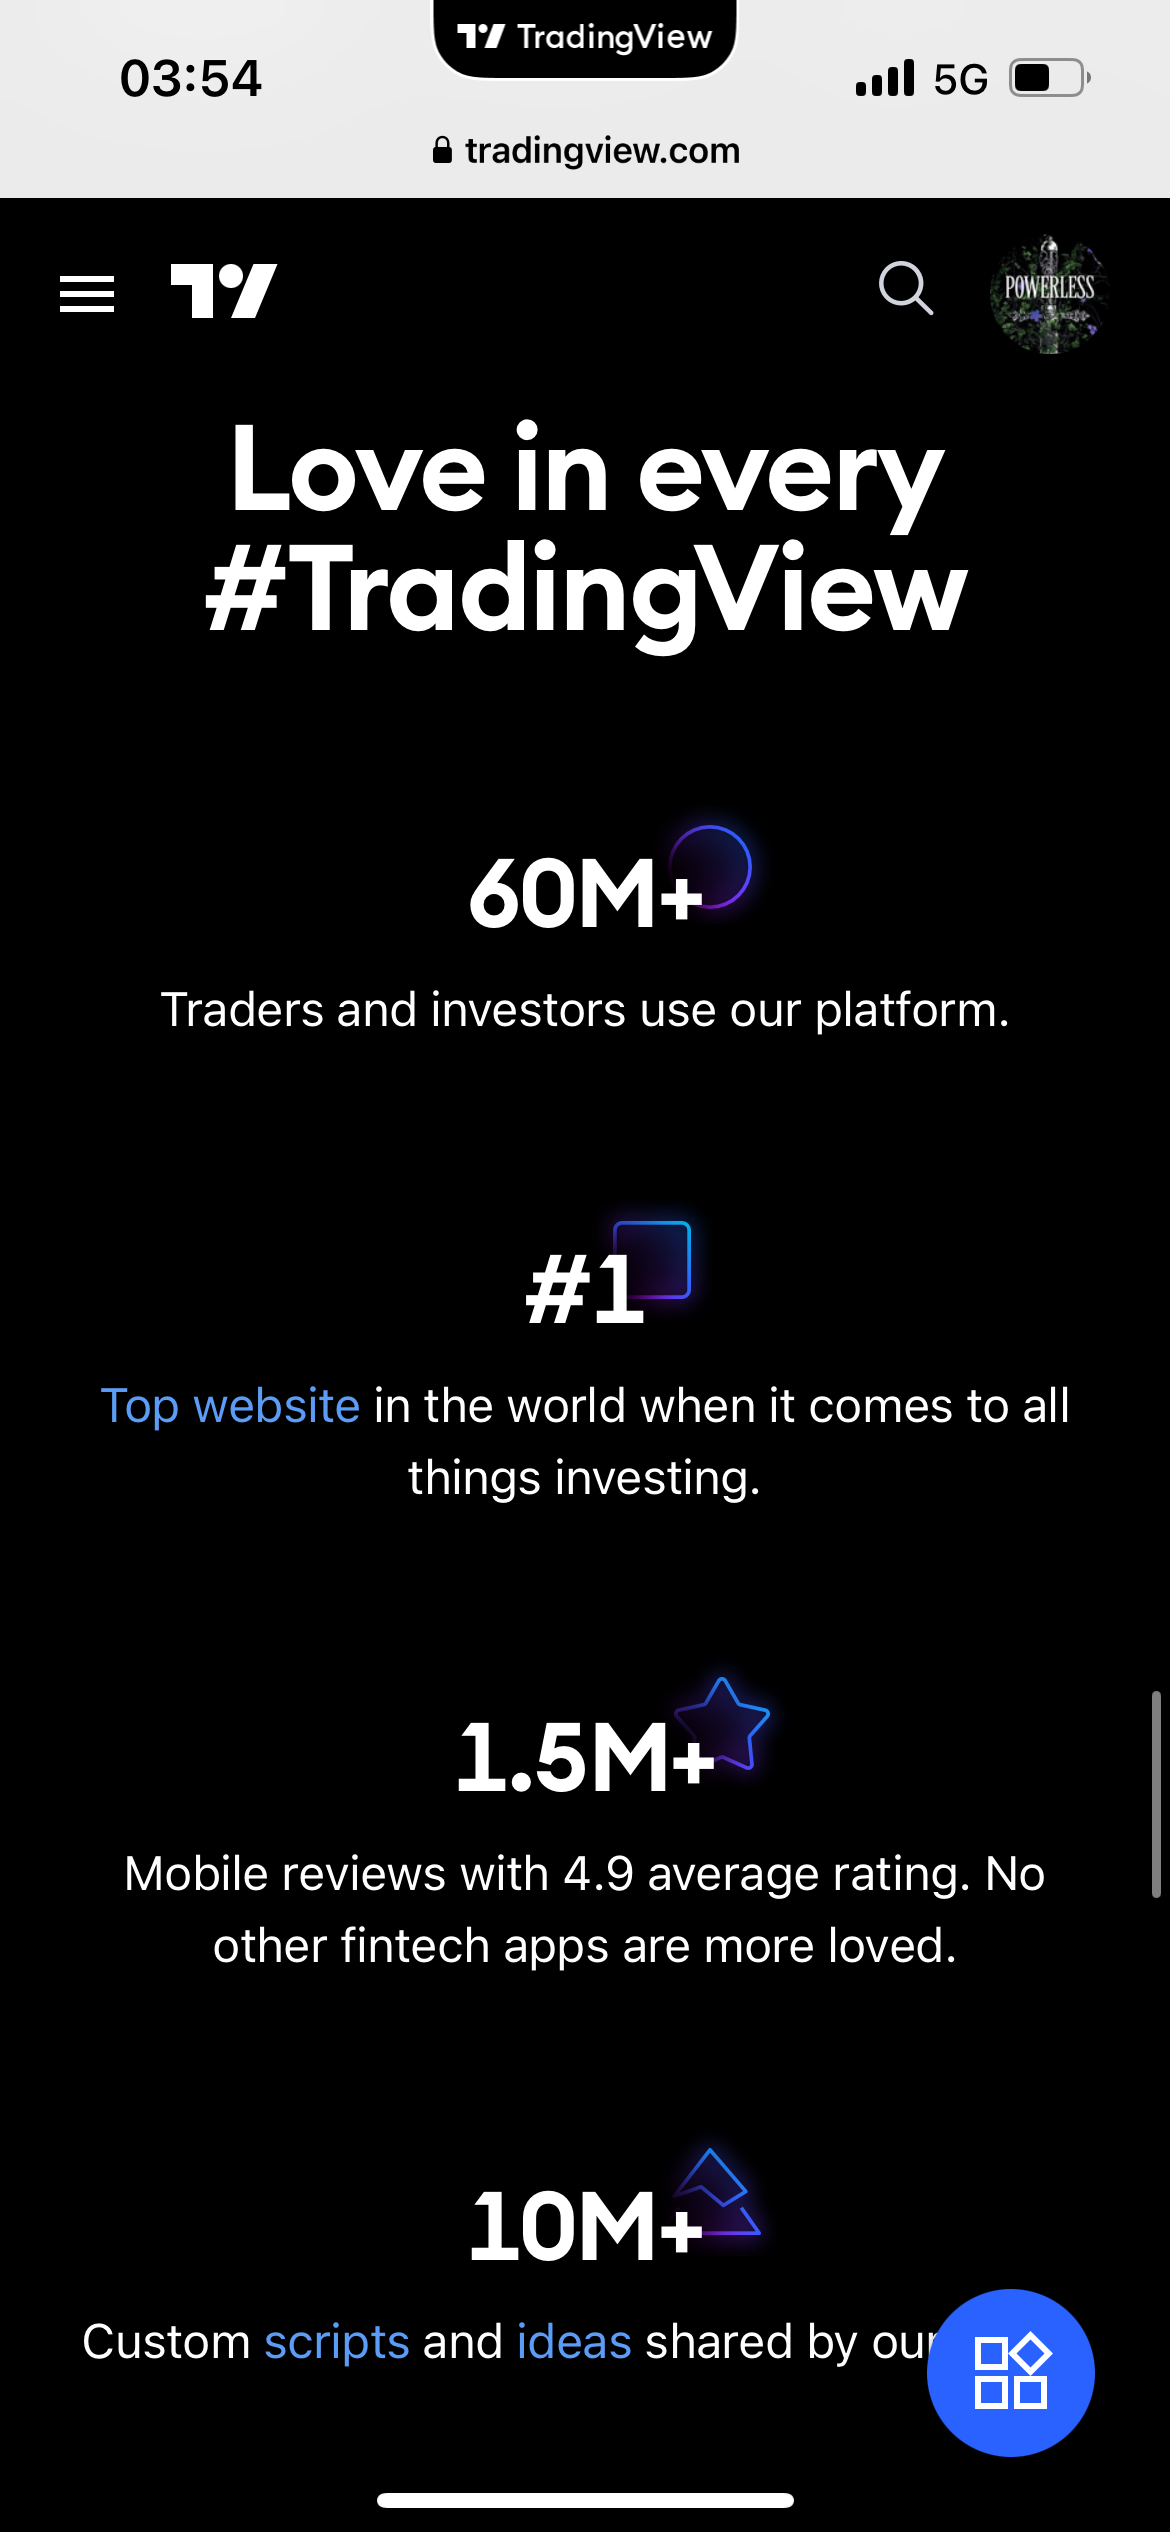 TradingView
03:54
5G
tradingview.com
POWERLESS
Love in every
#TradingView
60M+
Traders and investors use our platform.
#1
Top website in the world when it comes to all
things investing.
1.5M+
Mobile reviews with 4.9 average rating. No
other fintech apps are more loved.
10M+
Custom scripts and ideas shared by our